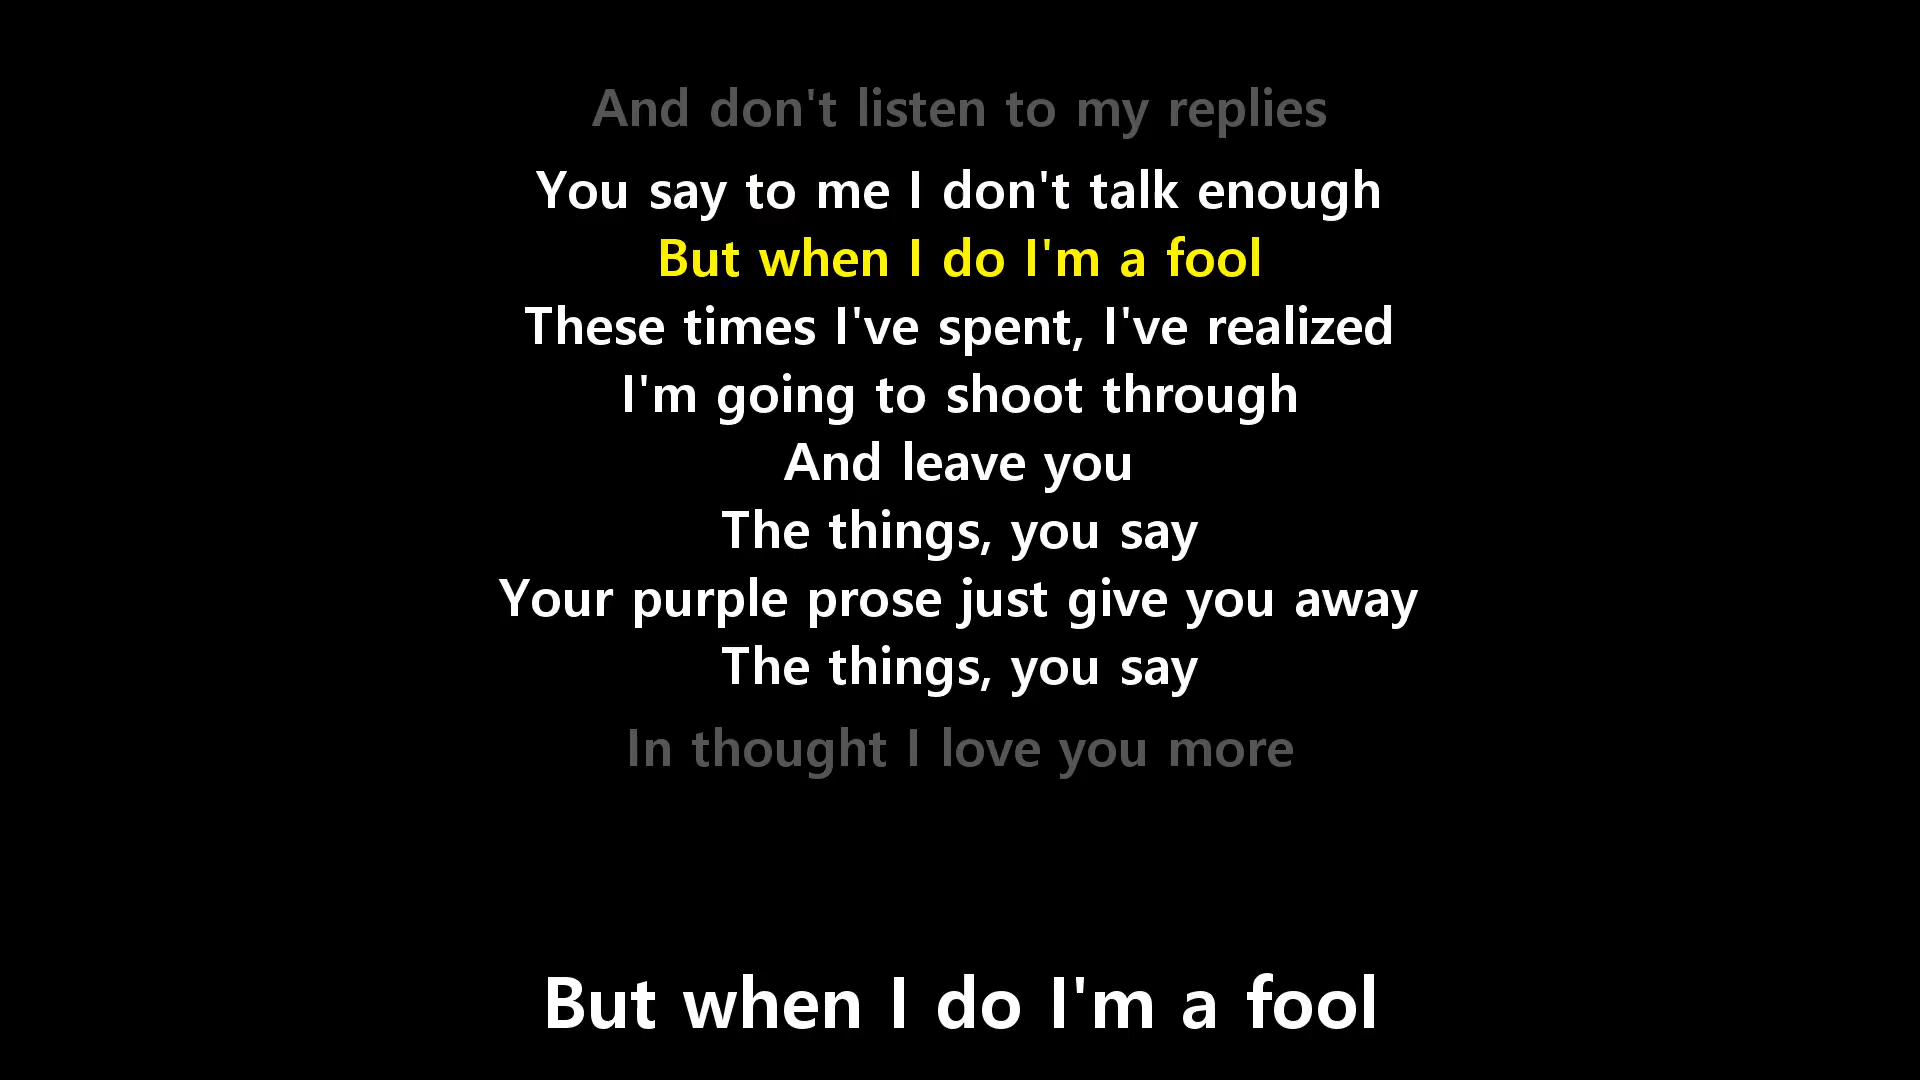 And don't listen to my replies
You say to me I don't talk enough
But when I do I'm a fool
These times I've spent, I've realized
I'm going to shoot through
And leave you
The things, you say
Your purple prose just give you away
The things, you say
In thought I love you more
But when I do I'm a fool